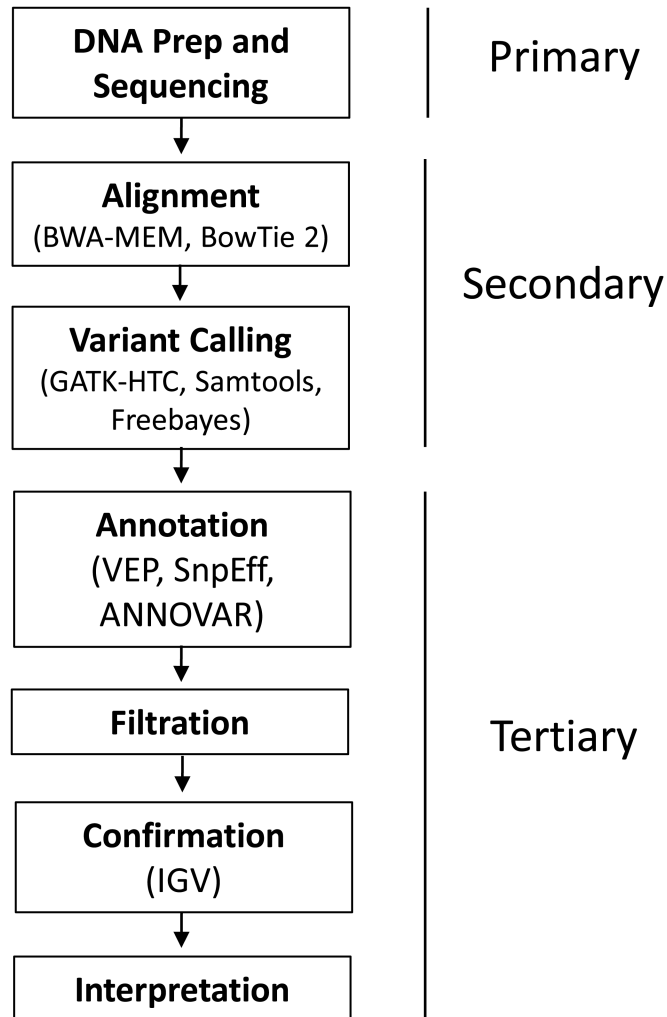 DNA Prep and
Sequencing
Primary
Alignment
(BWA-MEM, BowTie 2)
Variant Calling
(GATK-HTC, Samtools,
Freebayes)
Secondary
Annotation
(VEP, SnpEff,
ANNOVAR)
Filtration
Confirmation
(IGV)
Interpretation
Tertiary